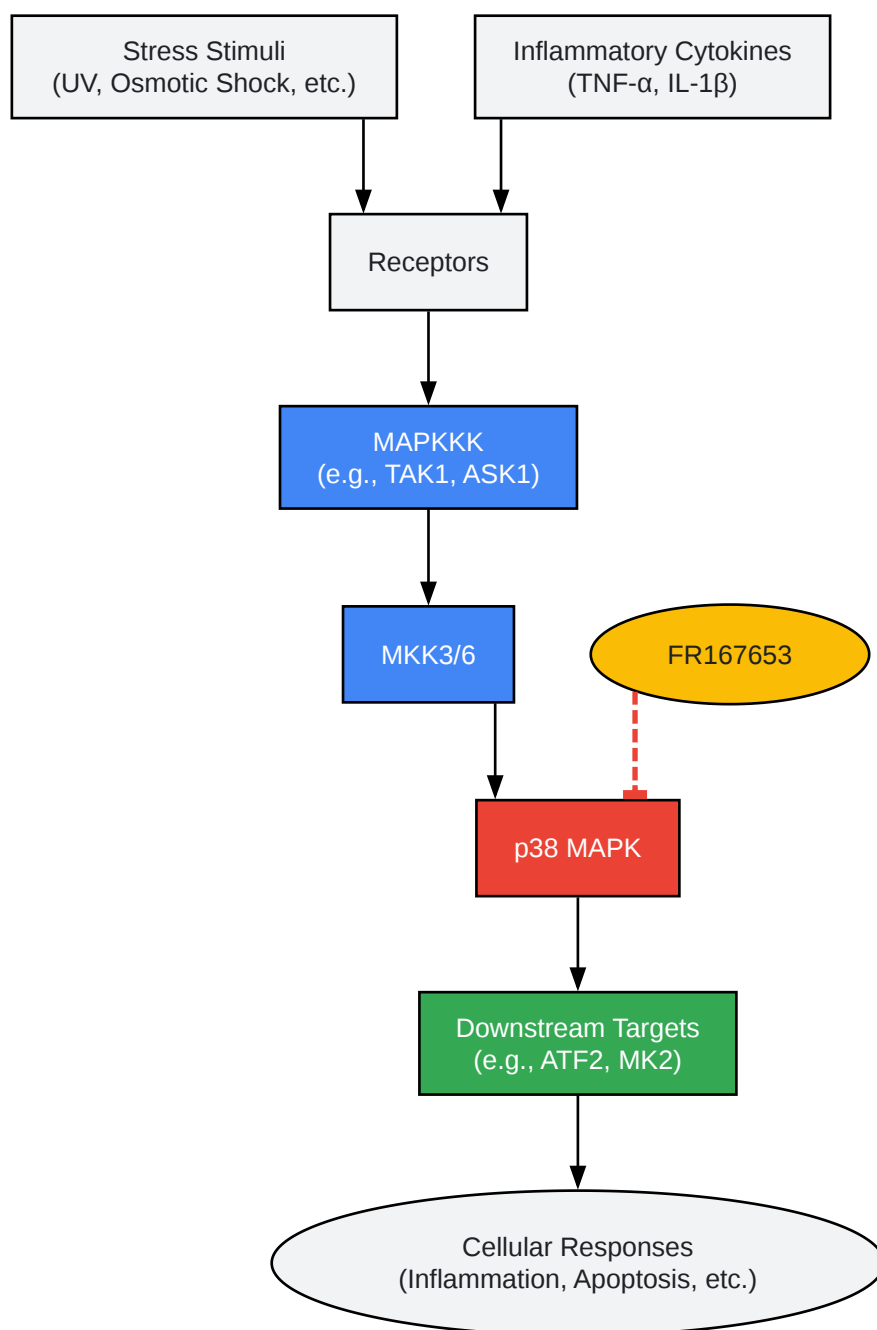 Stress Stimuli
(UV, Osmotic Shock, etc.)
Inflammatory Cytokines
(TNF-α, IL-1β)
Receptors
MAPKKK
(e.g., TAK1, ASK1)
MKK3/6
FR167653
p38 MAPK
Downstream Targets
(e.g., ATF2, MK2)
Cellular Responses
(Inflammation, Apoptosis, etc.)